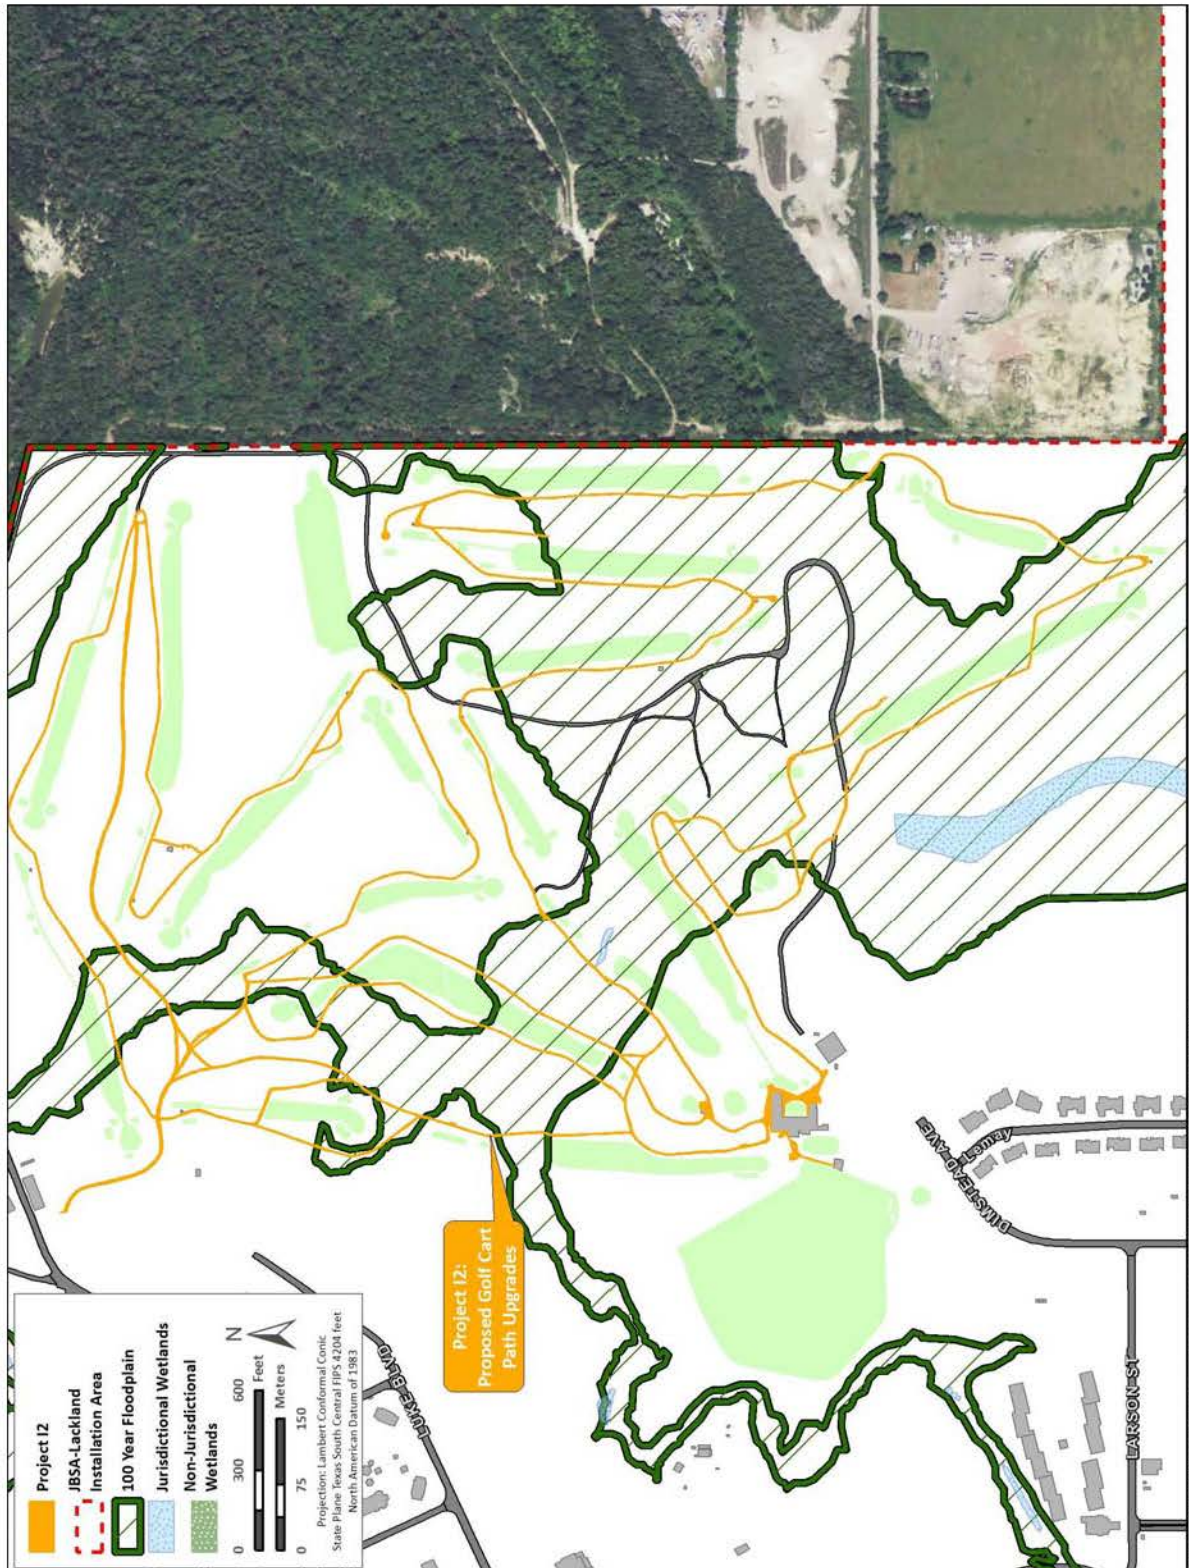 Project I2
JBSA-Lackland
Installation Area
100 Year Floodplain
Jurisdictional Wetlands
Non-Jurisdictional
Wetlands
0 300 600
Feet
N
Meters
0 75 150
Projection: Lambert Conformal Conic
State Plane Texas South Central FIPS 4204 feet
North American Datum of 1983
Project I2:
Proposed Golf Cart
Path Upgrades
LUKE BLVD
DIMSTEAD AVE
Lemay
LARSON ST